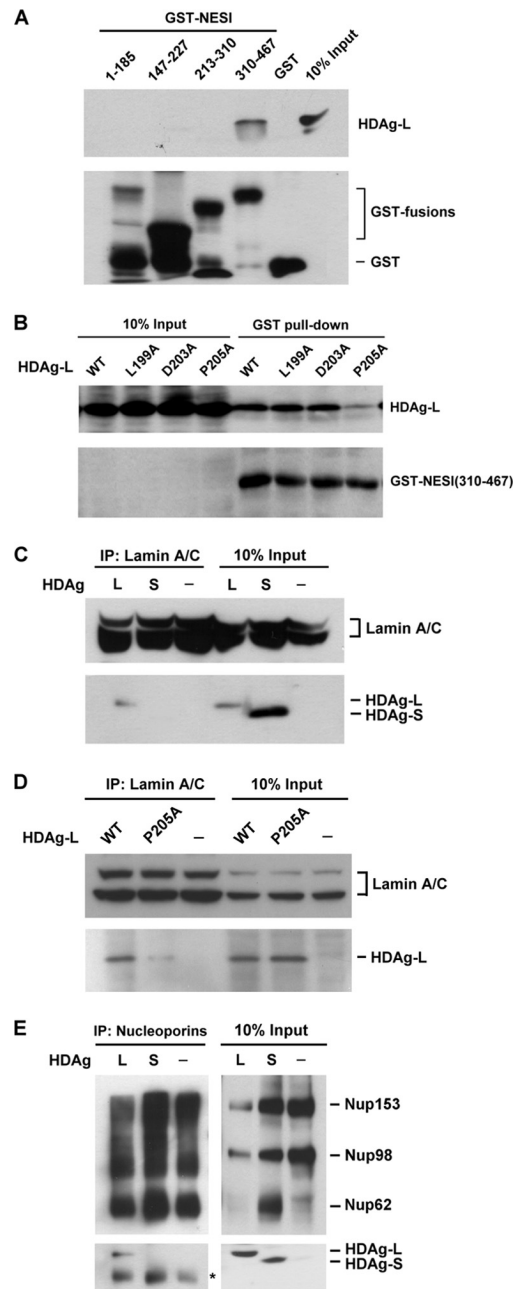 A
GST-NESI
1-185 147-227 213-310 310-467 GST 10% Input
HDAg-L
GST-fusions
GST
B
10% Input GST pull-down
HDAg-L WT L199A D203A P205A WT L199A D203A P205A
HDAg-L
GST-NESI(310-467)
C
IP: Lamin A/C 10% Input
HDAg L S – L S –
Lamin A/C
HDAg-L
HDAg-S
D
IP: Lamin A/C 10% Input
HDAg-L WT P205A – WT P205A –
Lamin A/C
HDAg-L
E
IP: Nucleoporins 10% Input
HDAg L S – L S –
Nup153
Nup98
Nup62
HDAg-L
* HDAg-S